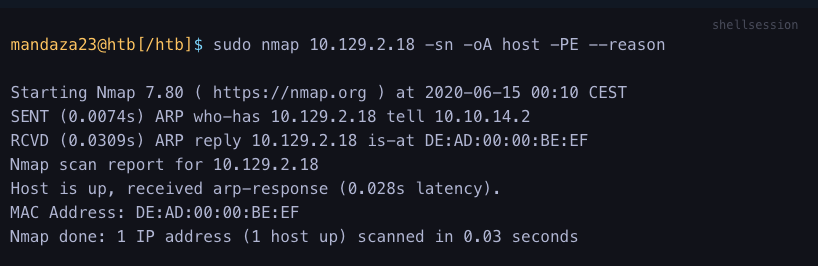 shellsession
mandaza23@htb[/htb]$ sudo nmap 10.129.2.18 -sn -oA host -PE --reason
Starting Nmap 7.80 ( https://nmap.org ) at 2020-06-15 00:10 CEST
SENT (0.0074s) ARP who-has 10.129.2.18 tell 10.10.14.2
RCVD (0.0309s) ARP reply 10.129.2.18 is-at DE:AD:00:00:BE:EF
Nmap scan report for 10.129.2.18
Host is up, received arp-response (0.028s latency).
MAC Address: DE:AD:00:00:BE:EF
Nmap done: 1 IP address (1 host up) scanned in 0.03 seconds